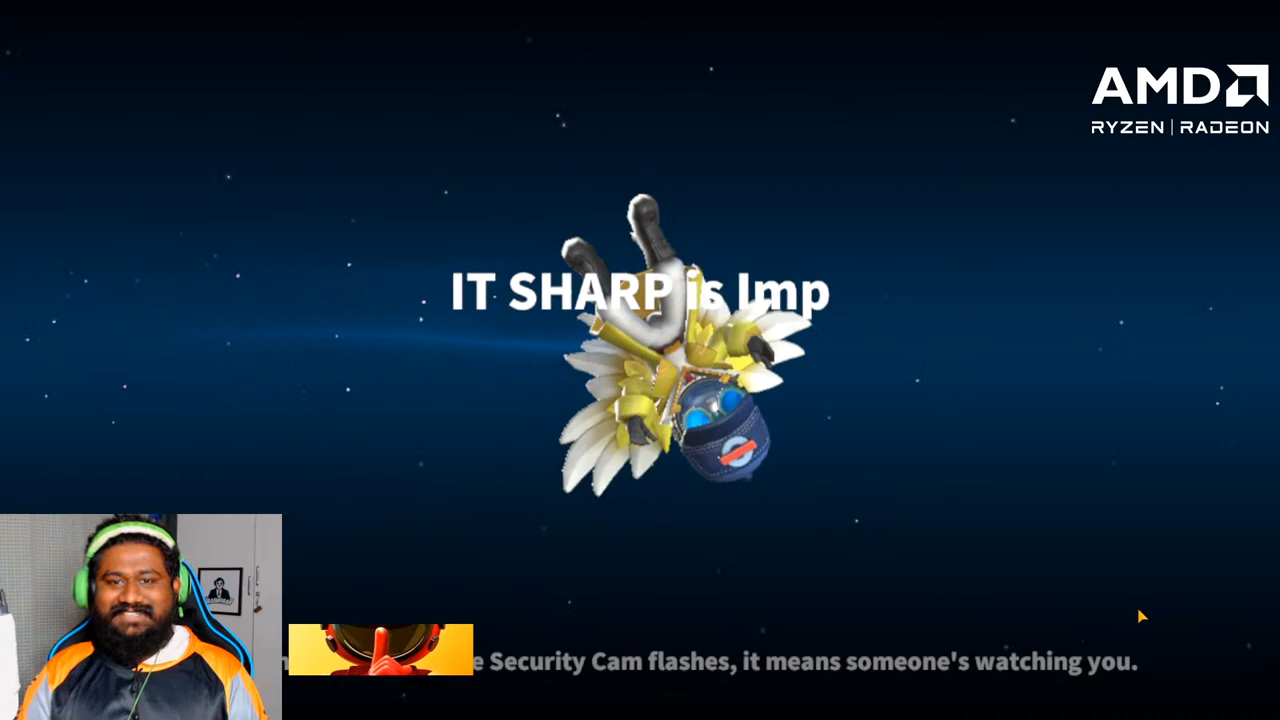 AMD
RYZEN | RADEON
IT SHARP is Imp
Security Cam flashes, it means someone's watching you.